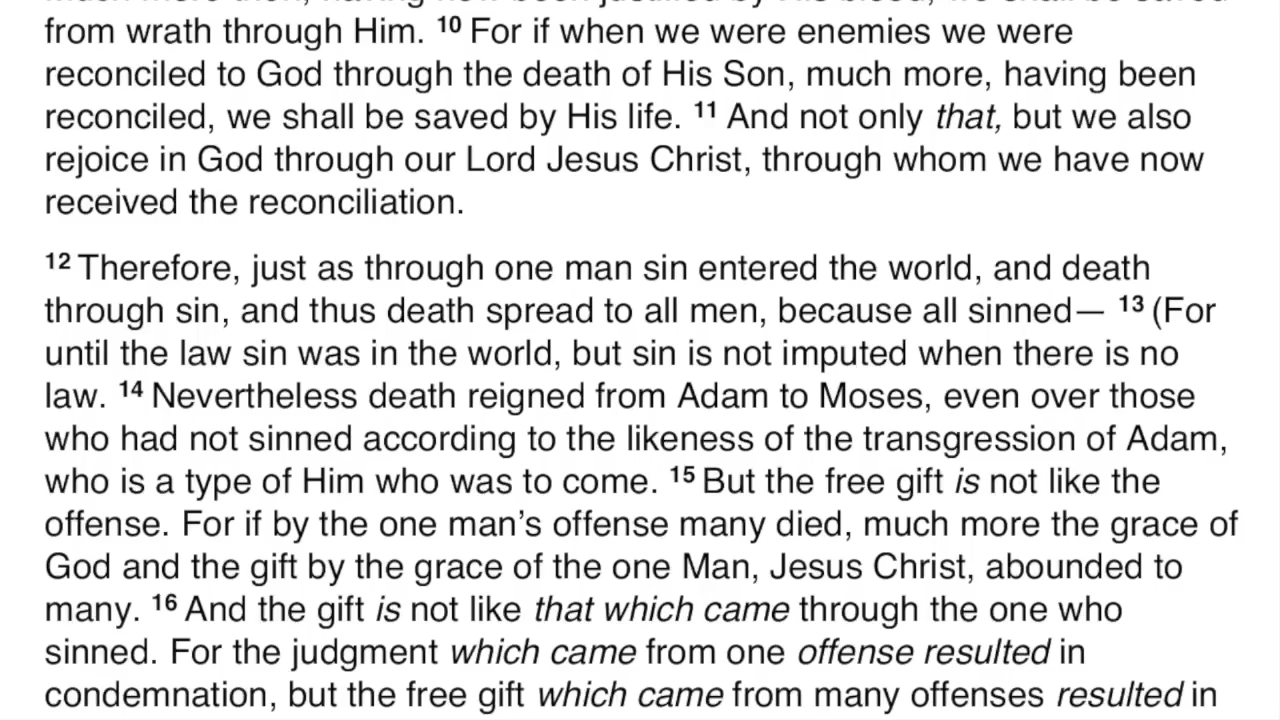 from wrath through Him. 10 For if when we were enemies we were
reconciled to God through the death of His Son, much more, having been
reconciled, we shall be saved by His life. 11 And not only that, but we also
rejoice in God through our Lord Jesus Christ, through whom we have now
received the reconciliation.
12 Therefore, just as through one man sin entered the world, and death
through sin, and thus death spread to all men, because all sinned— 13 (For
until the law sin was in the world, but sin is not imputed when there is no
law. 14 Nevertheless death reigned from Adam to Moses, even over those
who had not sinned according to the likeness of the transgression of Adam,
who is a type of Him who was to come. 15 But the free gift is not like the
offense. For if by the one man’s offense many died, much more the grace of
God and the gift by the grace of the one Man, Jesus Christ, abounded to
many. 16 And the gift is not like that which came through the one who
sinned. For the judgment which came from one offense resulted in
condemnation, but the free gift which came from many offenses resulted in